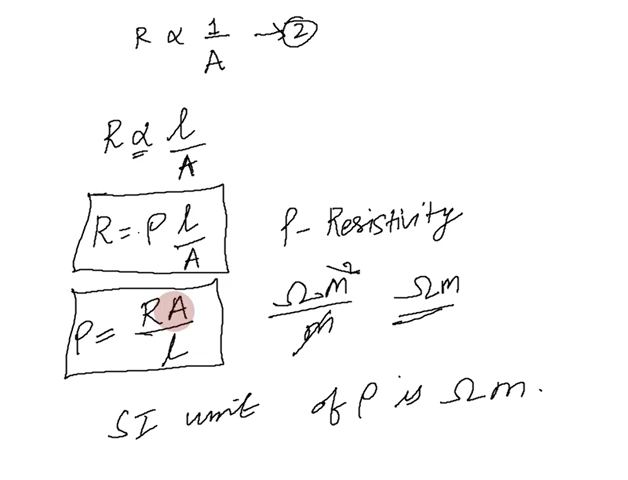 R ∝ 1/A → ②
R ∝ l/A
R = ρ l/A
ρ - Resistivity
ρ = RA/L
Ωm²/m
Ωm
SI unit of ρ is Ωm.